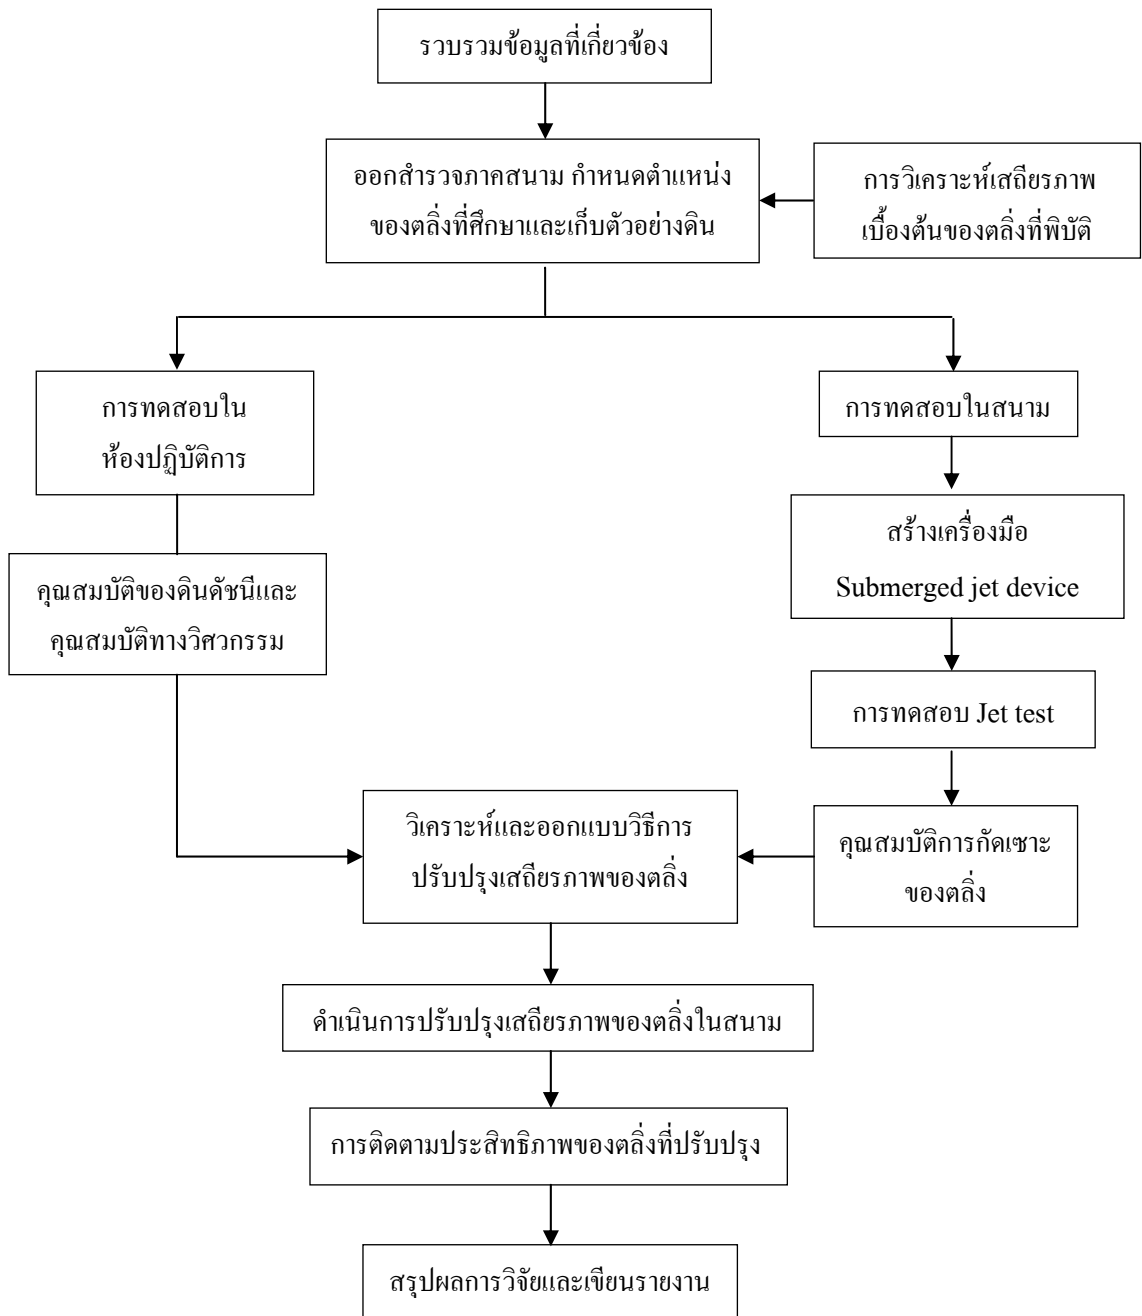 รวบรวมข้อมูลที่เกี่ยวข้อง
ออกสำรวจภาคสนาม กำหนดตำแหน่ง
ของตลิ่งที่ศึกษาและเก็บตัวอย่างดิน
การวิเคราะห์เสถียรภาพ
เบื้องต้นของตลิ่งที่พิบัติ
การทดสอบใน
ห้องปฏิบัติการ
คุณสมบัติของดินดัชนีและ
คุณสมบัติทางวิศวกรรม
การทดสอบในสนาม
สร้างเครื่องมือ
Submerged jet device
การทดสอบ Jet test
คุณสมบัติการกัดเซาะ
ของตลิ่ง
วิเคราะห์และออกแบบวิธีการ
ปรับปรุงเสถียรภาพของตลิ่ง
ดำเนินการปรับปรุงเสถียรภาพของตลิ่งในสนาม
การติดตามประสิทธิภาพของตลิ่งที่ปรับปรุง
สรุปผลการวิจัยและเขียนรายงาน